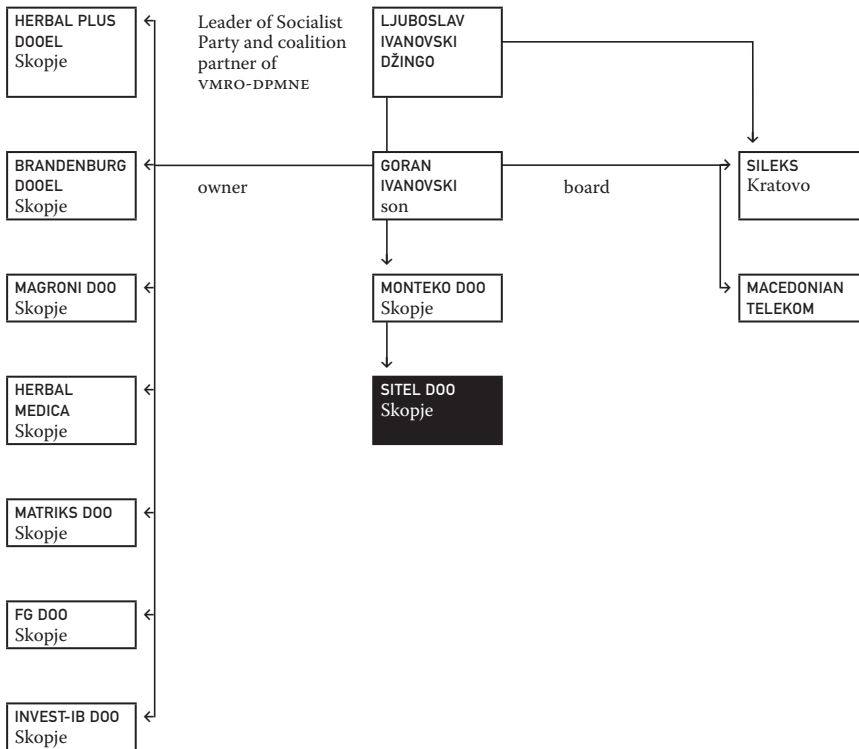 HERBAL PLUS
DOOEL
Skopje
Leader of Socialist
Party and coalition
partner of
VMRO-DPMNE
LJUBOSLAV
IVANOVSKI
DŽINGO
BRANDENBURG
DOOEL
Skopje
owner
GORAN
IVANOVSKI
son
board
SILEKS
Kratovo
MAGRONI DOO
Skopje
MONTEKO DOO
Skopje
MACEDONIAN
TELEKOM
HERBAL
MEDICA
Skopje
SITEL DOO
Skopje
MATRIKS DOO
Skopje
FG DOO
Skopje
INVEST-IB DOO
Skopje